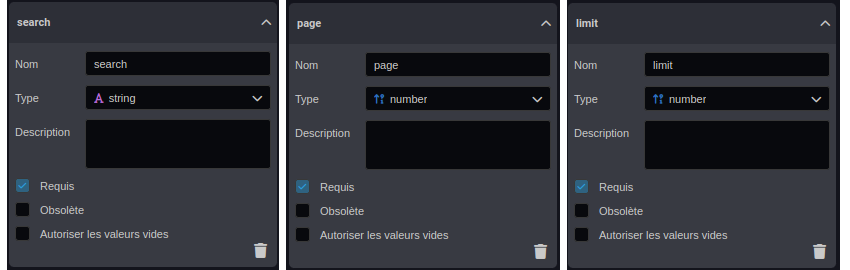 search
Nom
search
Type
string
Description
Requis
Obsolète
Autoriser les valeurs vides
page
Nom
page
Type
number
Description
Requis
Obsolète
Autoriser les valeurs vides
limit
Nom
limit
Type
number
Description
Requis
Obsolète
Autoriser les valeurs vides